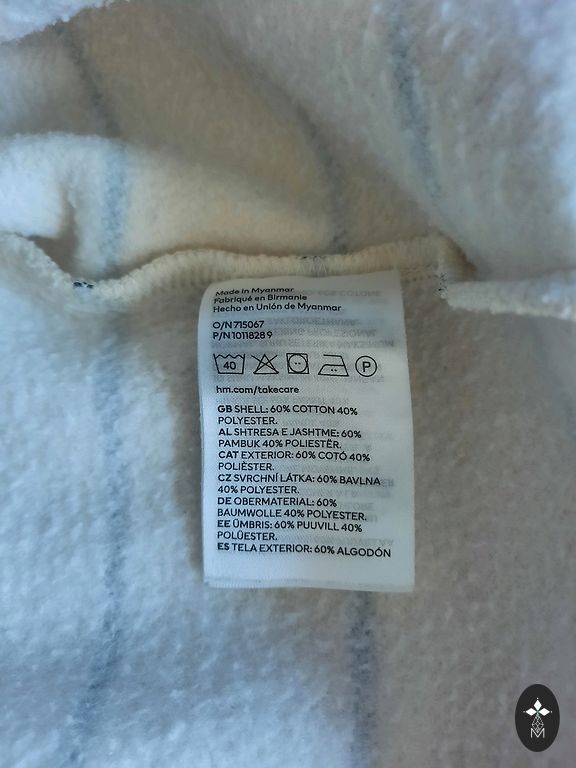 Made in Myanmar
Fabriqué en Birmanie
Hecho en Unión de Myanmar
O/N 715067
P/N 1011828 9
40
P
hm.com/takecare
GB SHELL: 60% COTTON 40%
POLYESTER.
AL SHTRESA E JASHTME: 60%
PAMBUK 40% POLIESTËR.
CAT EXTERIOR: 60% COTÓ 40%
POLIÈSTER.
CZ SVRCHNÍ LÁTKA: 60% BAVLNA
40% POLYESTER.
DE OBERMATERIAL: 60%
BAUMWOLLE 40% POLYESTER.
EE ÜMBRIS: 60% PUUVILL 40%
POLÜESTER.
ES TELA EXTERIOR: 60% ALGODÓN
M